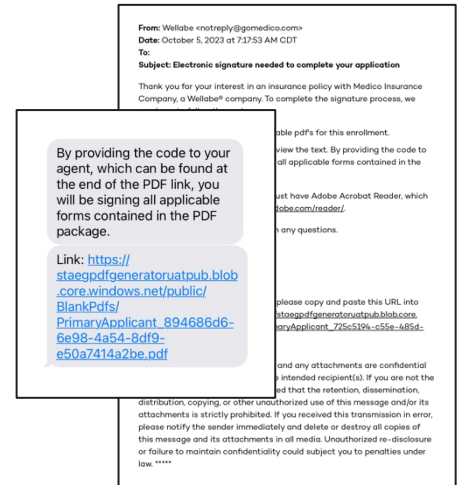 From: Wellabe <notreply@gomedico.com>
Date: October 5, 2023 at 7:17:53 AM CDT
To:
Subject: Electronic signature needed to complete your application
Thank you for your interest in an insurance policy with Medico Insurance
Company, a Wellabe® company. To complete the signature process, we
able pdf's for this enrollment.
view the text. By providing the code to
all applicable forms contained in the
ust have Adobe Acrobat Reader, which
dobe.com/reader/.
any questions.
please copy and paste this URL into
/staegpdfgeneratoruatpub.blob.core.
aryApplicant_725c5194-c55e-485d-
and any attachments are confidential
intended recipient(s). If you are not the
ed that the retention, dissemination,
distribution, copying, or other unauthorized use of this message and/or its
attachments is strictly prohibited. If you received this transmission in error,
please notify the sender immediately and delete or destroy all copies of
this message and its attachments in all media. Unauthorized re-disclosure
or failure to maintain confidentiality could subject you to penalties under
law. *****
By providing the code to your
agent, which can be found at
the end of the PDF link, you
will be signing all applicable
forms contained in the PDF
package.
Link: https://
staegpdfgeneratoruatpub.blob
.core.windows.net/public/
BlankPdfs/
PrimaryApplicant_894686d6-
6e98-4a54-8df9-
e50a7414a2be.pdf